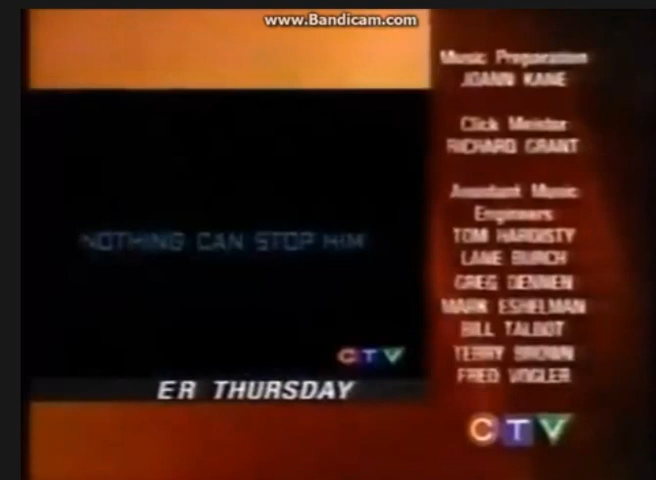 www.Bandicam.com
NOTHING CAN STOP HIM
CTV
ER THURSDAY
Music Preparation
JOANN KANE
Click Meister
RICHARD GRANT
Assistant Music
Engineers
TOM HARDISTY
LANE BURCH
GREG DENNEN
MARK ESHELMAN
BILL TALBOT
TERRY BROWN
FRED VOGLER
CTV